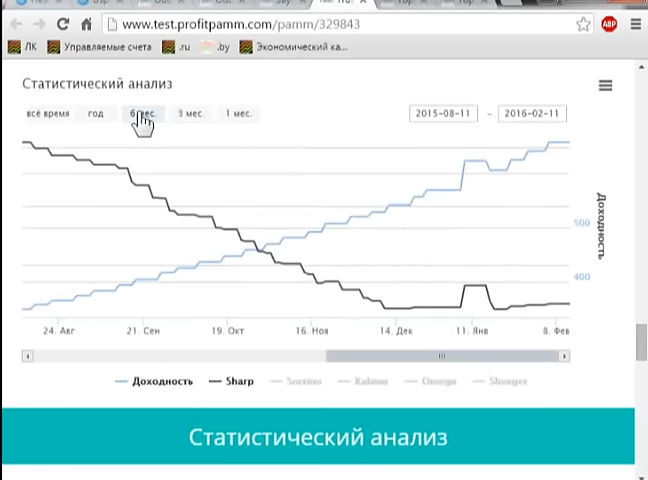 www.test.profitpamm.com/pamm/329843
ABP
ЛК Управляемые счета .ru .by Экономический ка...
Статистический анализ
всё время год 6 мес. 3 мес. 1 мес. 2015-08-11 – 2016-02-11
Доходность
500
400
24. Авг 21. Сен 19. Окт 16. Ноя 14. Дек 11. Янв 8. Фев
Доходность Sharp Sortino Kalmar Omega Shvager
Статистический анализ